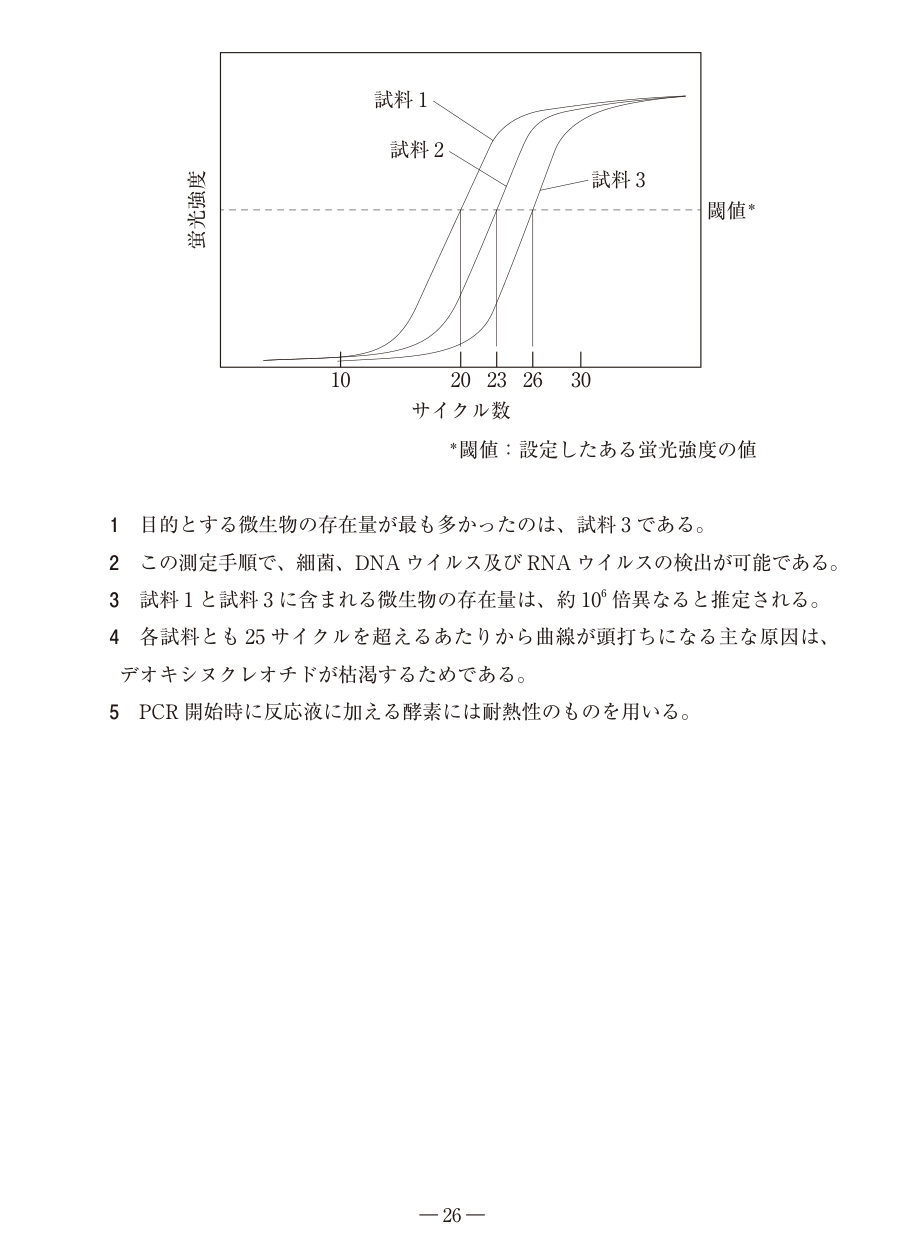 試料 1
試料 2
試料 3
蛍光強度
閾値*
10 20 23 26 30
サイクル数
*閾値：設定したある蛍光強度の値
1 目的とする微生物の存在量が最も多かったのは、試料 3 である。
2 この測定手順で、細菌、DNA ウイルス及び RNA ウイルスの検出が可能である。
3 試料 1 と試料 3 に含まれる微生物の存在量は、約 10⁶ 倍異なると推定される。
4 各試料とも 25 サイクルを超えるあたりから曲線が頭打ちになる主な原因は、
デオキシヌクレオチドが枯渇するためである。
5 PCR 開始時に反応液に加える酵素には耐熱性のものを用いる。
― 26 ―